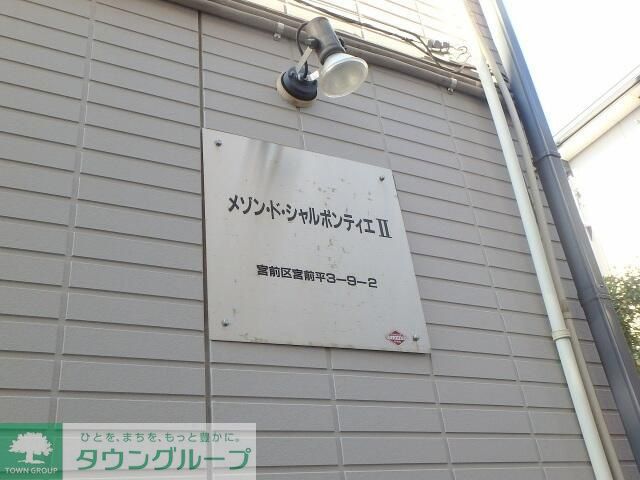 メゾン・ド・シャルポンティエⅡ
宮前区宮前平3-9-2
ひとを、まちを、もっと豊かに。
タウングループ
TOWN GROUP